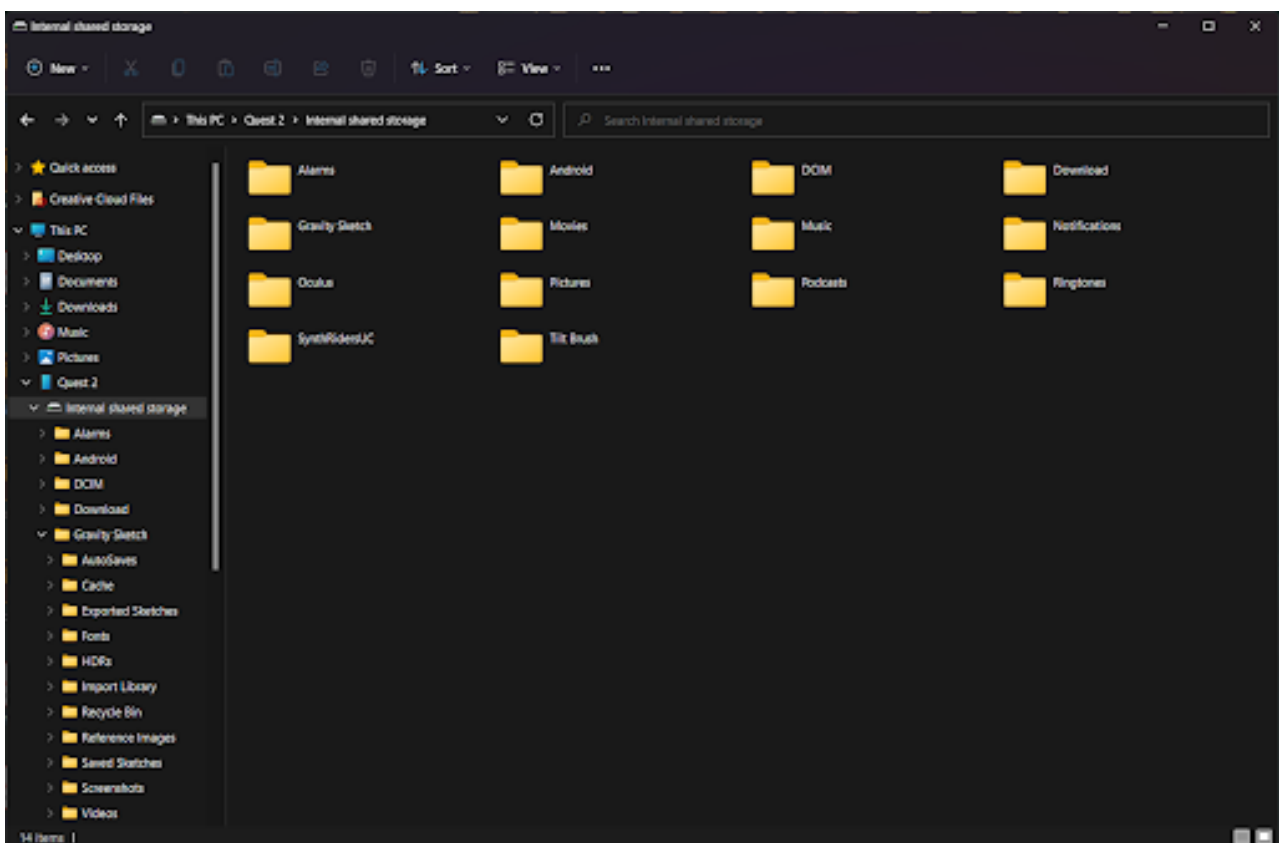 Internal shared storage
New
Sort
View
This PC > Quest 2 > Internal shared storage
Search Internal shared storage
Quick access
Creative Cloud Files
This PC
Desktop
Documents
Downloads
Music
Pictures
Quest 2
Internal shared storage
Alarms
Android
DCIM
Download
Gravity Sketch
AutoSaves
Cache
Exported Sketches
Fonts
HDRs
Import Library
Recycle Bin
Reference Images
Saved Sketches
Screenshots
Videos
Alarms
Android
DCIM
Download
Gravity Sketch
Movies
Music
Notifications
Oculus
Pictures
Podcasts
Ringtones
SynthRidersUC
Tilt Brush
14 items